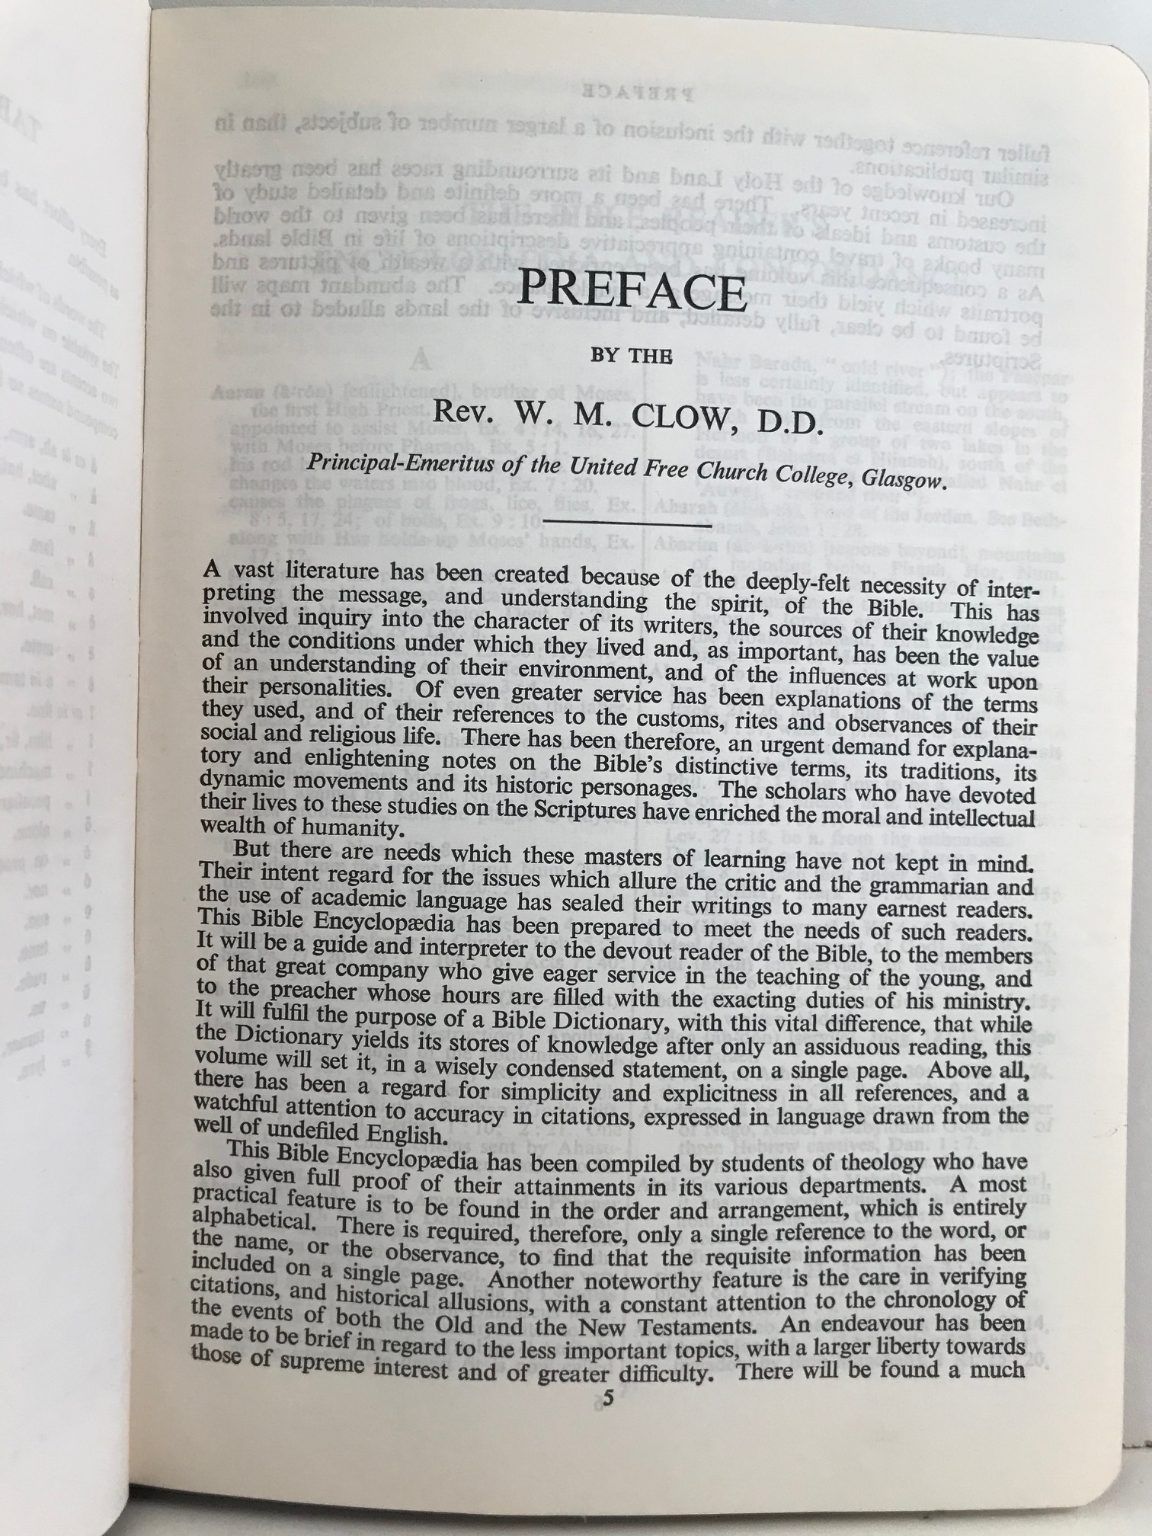 PREFACE
BY THE
Rev. W. M. CLOW, D.D.
Principal-Emeritus of the United Free Church College, Glasgow.
A vast literature has been created because of the deeply-felt necessity of inter-
preting the message, and understanding the spirit, of the Bible. This has
involved inquiry into the character of its writers, the sources of their knowledge
and the conditions under which they lived and, as important, has been the value
of an understanding of their environment, and of the influences at work upon
their personalities. Of even greater service has been explanations of the terms
they used, and of their references to the customs, rites and observances of their
social and religious life. There has been therefore, an urgent demand for explana-
tory and enlightening notes on the Bible's distinctive terms, its traditions, its
dynamic movements and its historic personages. The scholars who have devoted
their lives to these studies on the Scriptures have enriched the moral and intellectual
wealth of humanity.
But there are needs which these masters of learning have not kept in mind.
Their intent regard for the issues which allure the critic and the grammarian and
the use of academic language has sealed their writings to many earnest readers.
This Bible Encyclopædia has been prepared to meet the needs of such readers.
It will be a guide and interpreter to the devout reader of the Bible, to the members
of that great company who give eager service in the teaching of the young, and
to the preacher whose hours are filled with the exacting duties of his ministry.
It will fulfil the purpose of a Bible Dictionary, with this vital difference, that while
the Dictionary yields its stores of knowledge after only an assiduous reading, this
volume will set it, in a wisely condensed statement, on a single page. Above all,
there has been a regard for simplicity and explicitness in all references, and a
watchful attention to accuracy in citations, expressed in language drawn from the
well of undefiled English.
This Bible Encyclopædia has been compiled by students of theology who have
also given full proof of their attainments in its various departments. A most
practical feature is to be found in the order and arrangement, which is entirely
alphabetical. There is required, therefore, only a single reference to the word, or
the name, or the observance, to find that the requisite information has been
included on a single page. Another noteworthy feature is the care in verifying
citations, and historical allusions, with a constant attention to the chronology of
the events of both the Old and the New Testaments. An endeavour has been
made to be brief in regard to the less important topics, with a larger liberty towards
those of supreme interest and of greater difficulty. There will be found a much
5